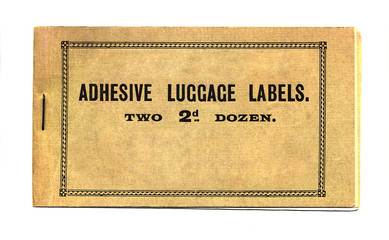 ADHESIVE LUGGAGE LABELS.
TWO 2d DOZEN.